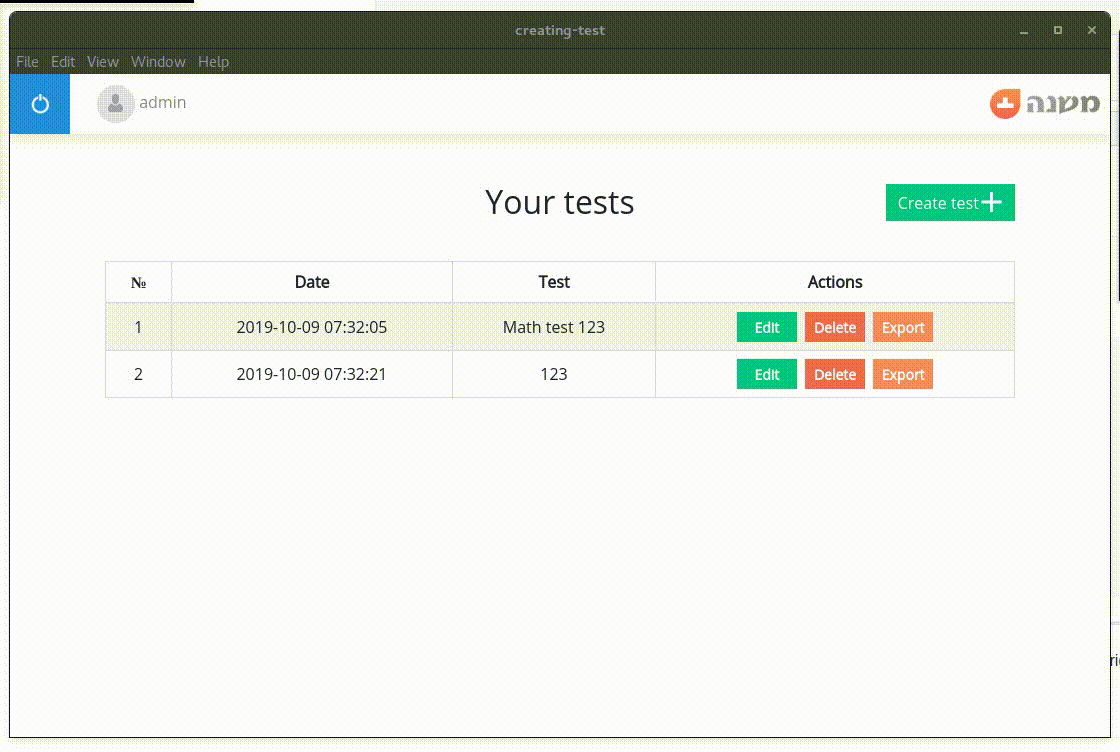 creating-test
File Edit View Window Help
admin
משנה
Your tests
Create test
№ Date Test Actions
1 2019-10-09 07:32:05 Math test 123 Edit Delete Export
2 2019-10-09 07:32:21 123 Edit Delete Export